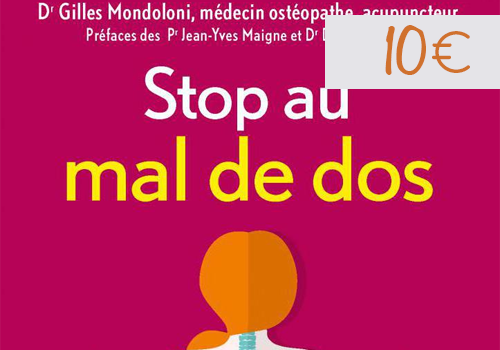 Dr Gilles Mondoloni, médecin ostéopathe, acupuncteur
Préfaces des Pr Jean-Yves Maigne et Dr D
10€
Stop au
mal de dos